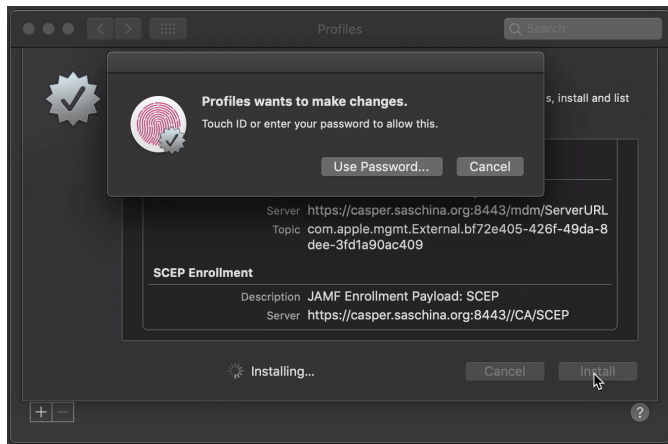 Profiles
Search
Profiles wants to make changes.
Touch ID or enter your password to allow this.
Use Password...
Cancel
s, install and list
Server https://casper.saschina.org:8443/mdm/ServerURL
Topic com.apple.mgmt.External.bf72e405-426f-49da-8
dee-3fd1a90ac409
SCEP Enrollment
Description JAMF Enrollment Payload: SCEP
Server https://casper.saschina.org:8443//CA/SCEP
Installing...
Cancel
Install
+ −
?